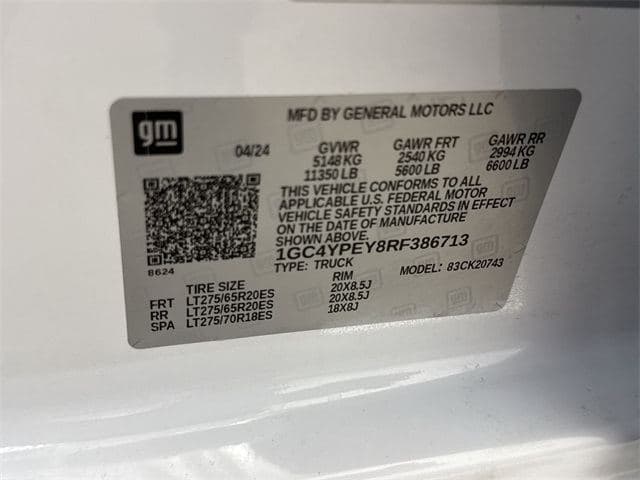 gm
MFD BY GENERAL MOTORS LLC
04/24 GVWR GAWR FRT GAWR RR
5148 KG 2540 KG 2994 KG
11350 LB 5600 LB 6600 LB
THIS VEHICLE CONFORMS TO ALL
APPLICABLE U.S. FEDERAL MOTOR
VEHICLE SAFETY STANDARDS IN EFFECT
ON THE DATE OF MANUFACTURE
SHOWN ABOVE.
8624
1GC4YPEY8RF386713
TYPE: TRUCK MODEL: 83CK20743
TIRE SIZE RIM
FRT LT275/65R20ES 20X8.5J
RR LT275/65R20ES 20X8.5J
SPA LT275/70R18ES 18X8J